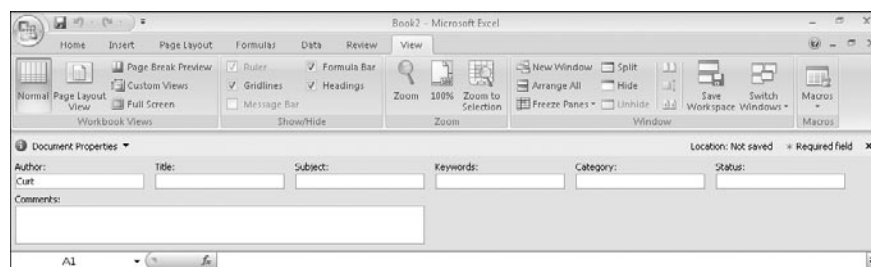 Book2 - Microsoft Excel
Home Insert Page Layout Formulas Data Review View
Normal Page Layout View Page Break Preview Custom Views Full Screen
Workbook Views
Ruler Formula Bar
Gridlines Headings
Message Bar
Show/Hide
Zoom 100% Zoom to Selection
Zoom
New Window Split
Arrange All Hide
Freeze Panes Unhide
Save Workspace Switch Windows
Window
Macros
Macros
Document Properties Location: Not saved * Required field
Author: Title: Subject: Keywords: Category: Status:
Curt
Comments:
A1 fx